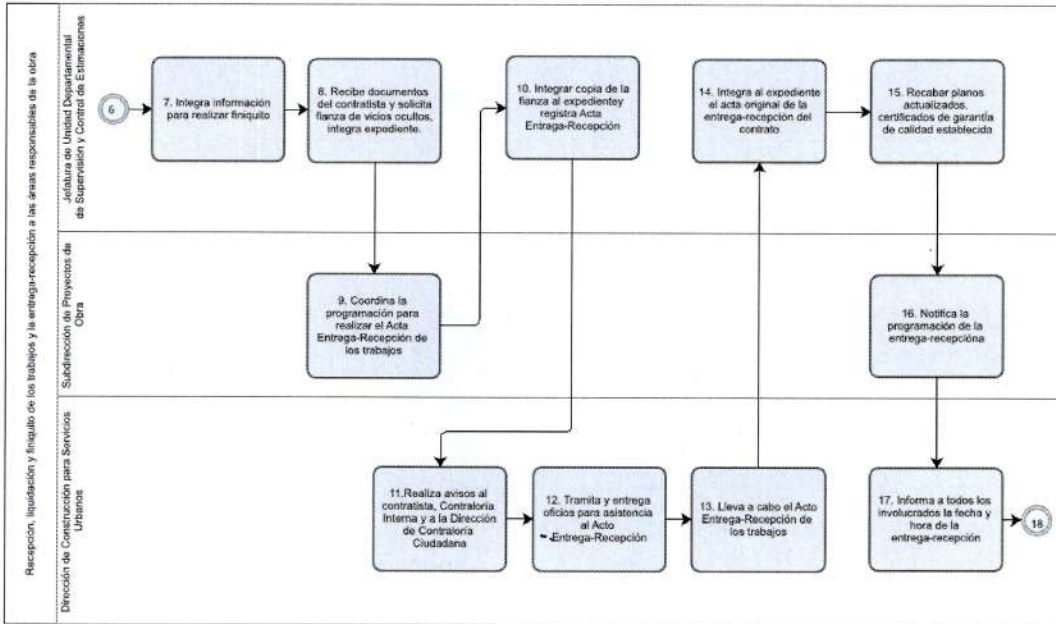 Recepción, liquidación y finiquito de los trabajos y la entrega-recepción a las áreas responsables de la obra
Jefatura de Unidad Departamental
de Supervisión y Control de Estimaciones
6
7. Integra información
para realizar finiquito
8. Recibe documentos
del contratista y solicita
fianza de vicios ocultos,
integra expediente.
10. Integrar copia de la
fianza al expedientey
registra Acta
Entrega-Recepción
14. Integra al expediente
el acta original de la
entrega-recepción del
contrato
15. Recabar planos
actualizados,
certificados de garantía
de calidad establecida
Subdirección de Proyectos de
Obra
9. Coordina la
programación para
realizar el Acta
Entrega-Recepción de
los trabajos
16. Notifica la
programación de la
entrega-recepcióna
Dirección de Construcción para Servicios
Urbanos
11.Realiza avisos al
contratista, Contraloría
Interna y a la Dirección
de Contraloría
Ciudadana
12. Tramita y entrega
oficios para asistencia
al Acto
Entrega-Recepción
13. Lleva a cabo el Acto
Entrega-Recepción de
los trabajos
17. Informa a todos los
involucrados la fecha y
hora de la
entrega-recepción
18